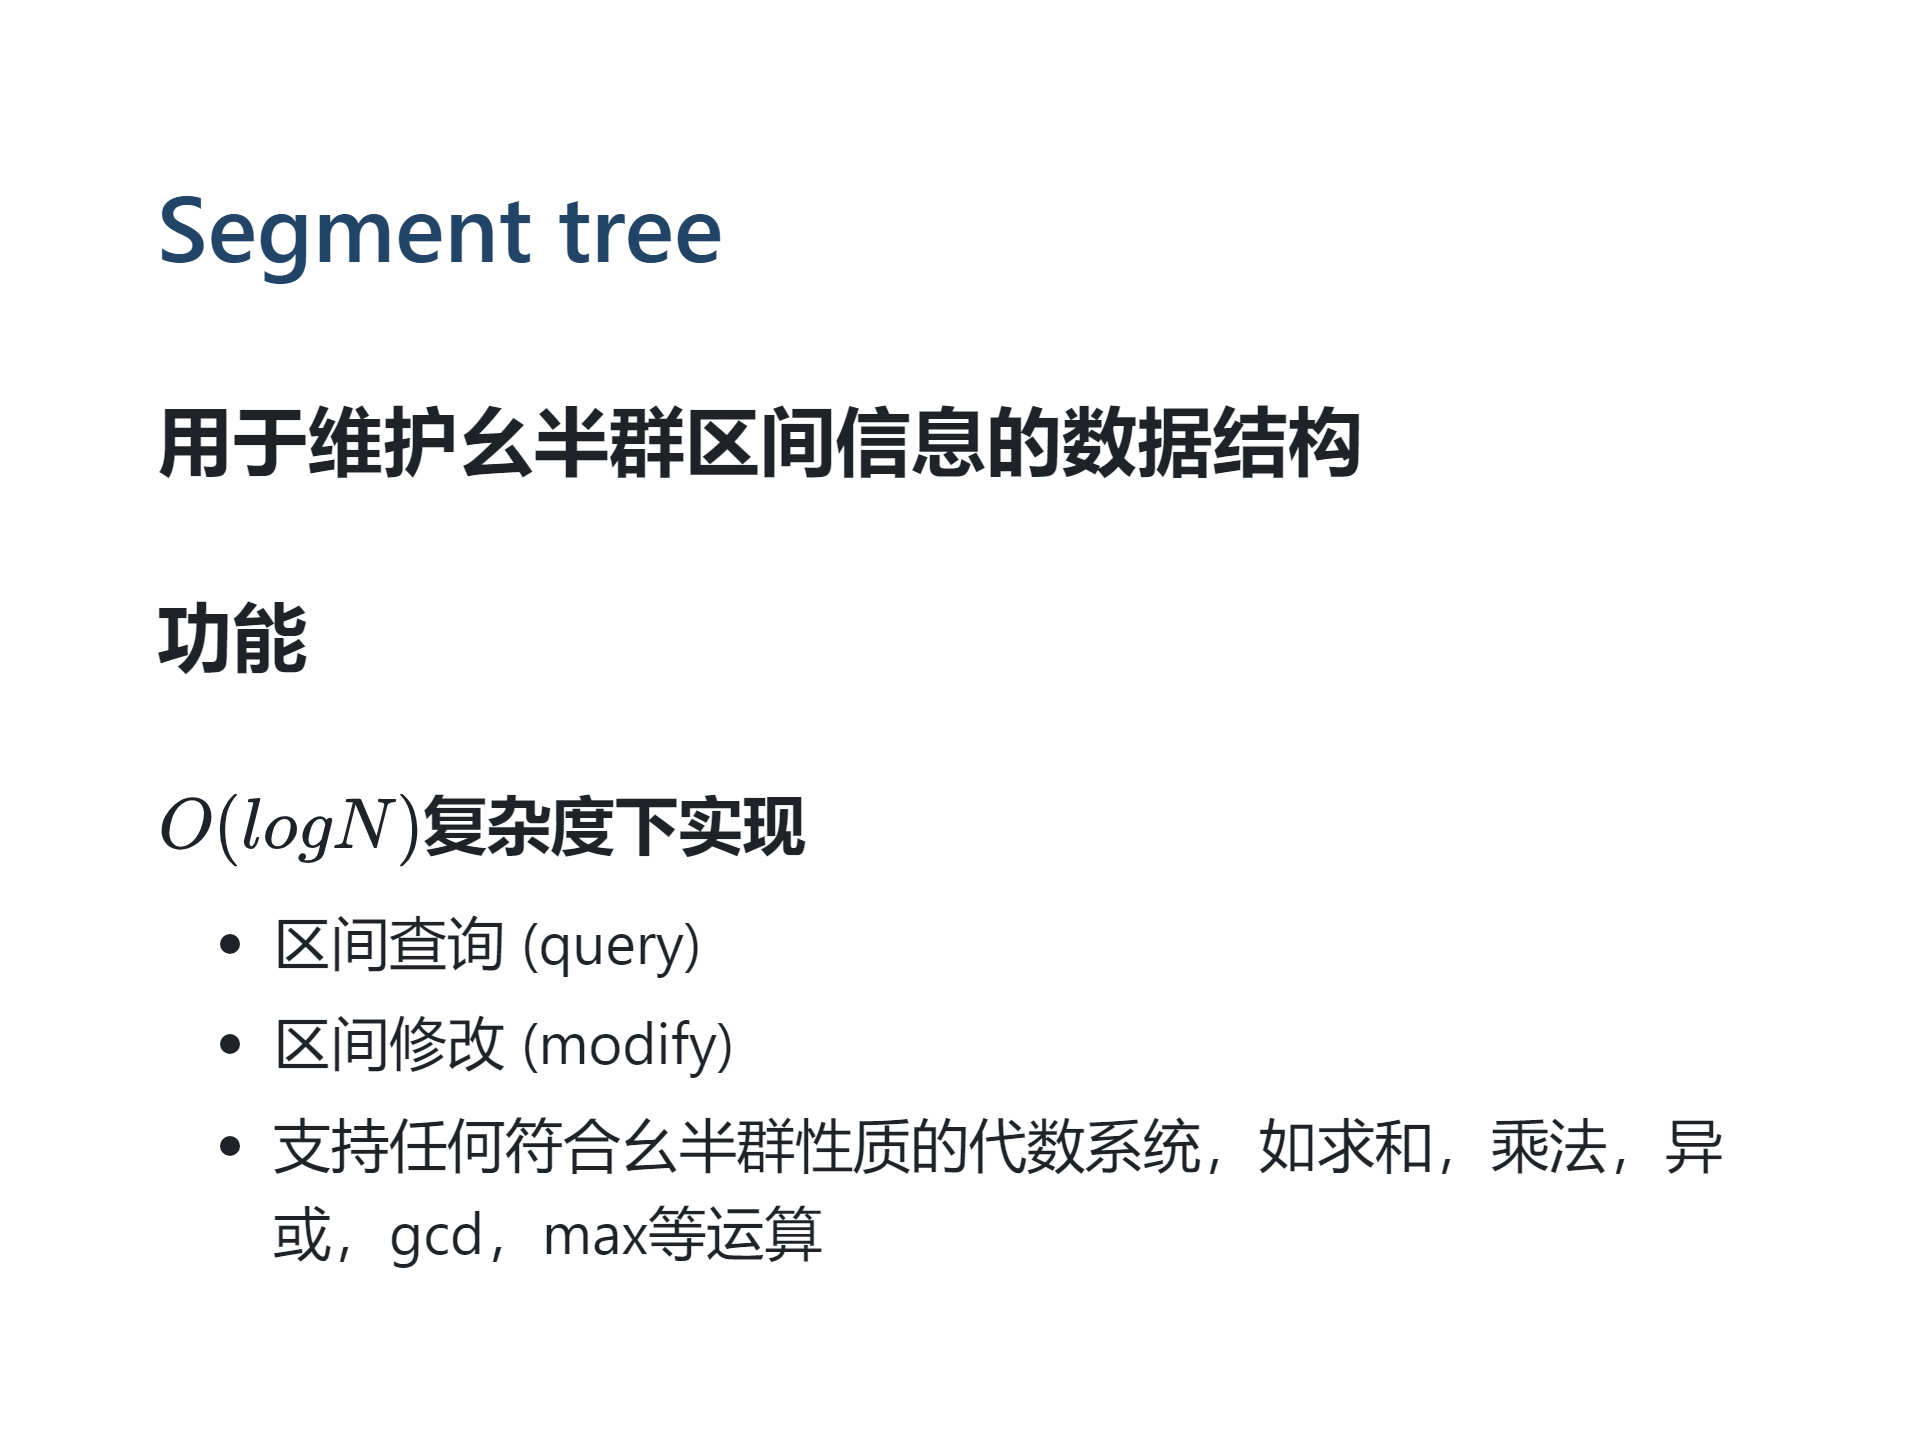 Segment tree
用于维护幺半群区间信息的数据结构
功能
O(logN)复杂度下实现
• 区间查询 (query)
• 区间修改 (modify)
• 支持任何符合幺半群性质的代数系统，如求和，乘法，异
或，gcd，max等运算